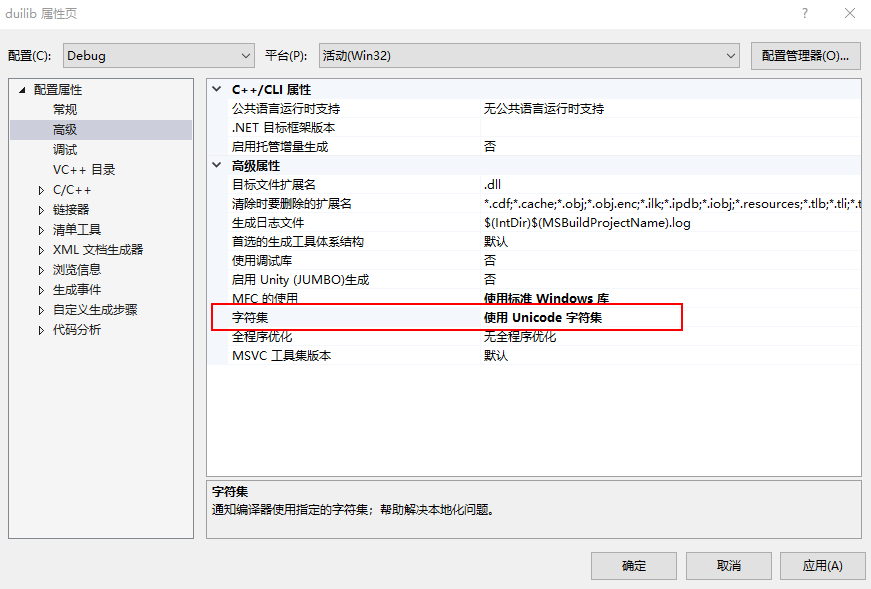 duilib 属性页
配置(C): Debug 平台(P): 活动(Win32) 配置管理器(O)...
配置属性
常规
高级
调试
VC++ 目录
C/C++
链接器
清单工具
XML 文档生成器
浏览信息
生成事件
自定义生成步骤
代码分析
C++/CLI 属性
公共语言运行时支持 无公共语言运行时支持
.NET 目标框架版本
启用托管增量生成 否
高级属性
目标文件扩展名 .dll
清除时要删除的扩展名 *.cdf;*.cache;*.obj;*.obj.enc;*.ilk;*.ipdb;*.iobj;*.resources;*.tlb;*.tli;*.t
生成日志文件 $(IntDir)$(MSBuildProjectName).log
首选的生成工具体系结构 默认
使用调试库 否
启用 Unity (JUMBO)生成 否
MFC 的使用 使用标准 Windows 库
字符集 使用 Unicode 字符集
全程序优化 无全程序优化
MSVC 工具集版本 默认
字符集
通知编译器使用指定的字符集；帮助解决本地化问题。
确定 取消 应用(A)